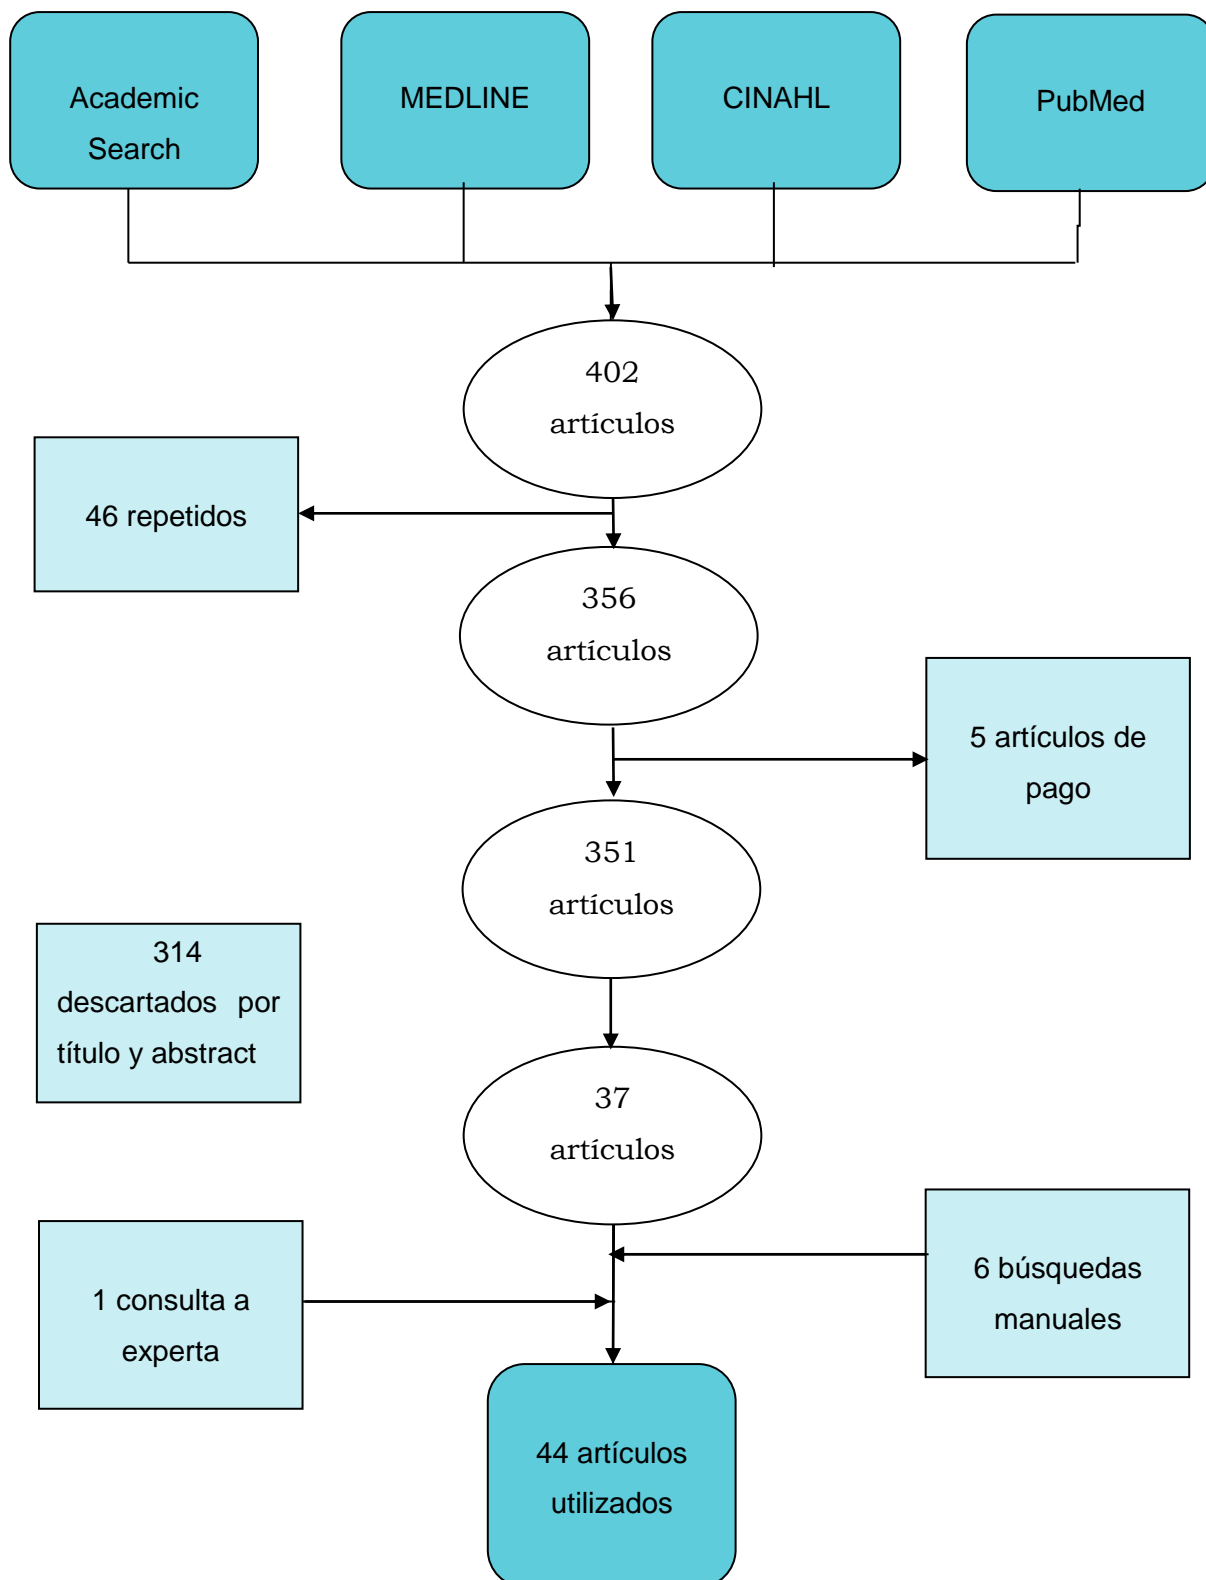 Academic
Search
MEDLINE
CINAHL
PubMed
402
artículos
46 repetidos
356
artículos
5 artículos de
pago
351
artículos
314
descartados por
título y abstract
37
artículos
1 consulta a
experta
6 búsquedas
manuales
44 artículos
utilizados